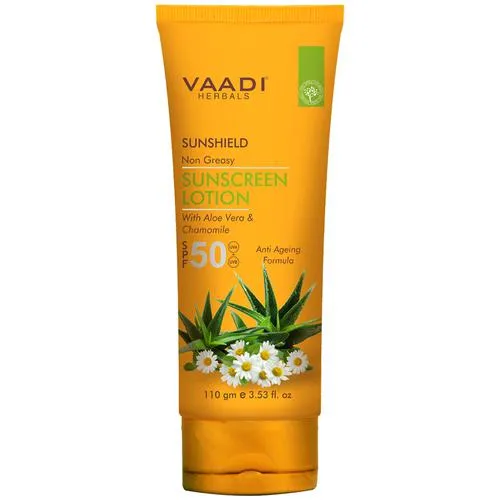 VAADI
HERBALS
SUNSHIELD
Non Greasy
SUNSCREEN
LOTION
With Aloe Vera &
Chamomile
SPF 50 UVA UVB
Anti Ageing
Formula
110 gm e 3.53 fl. oz